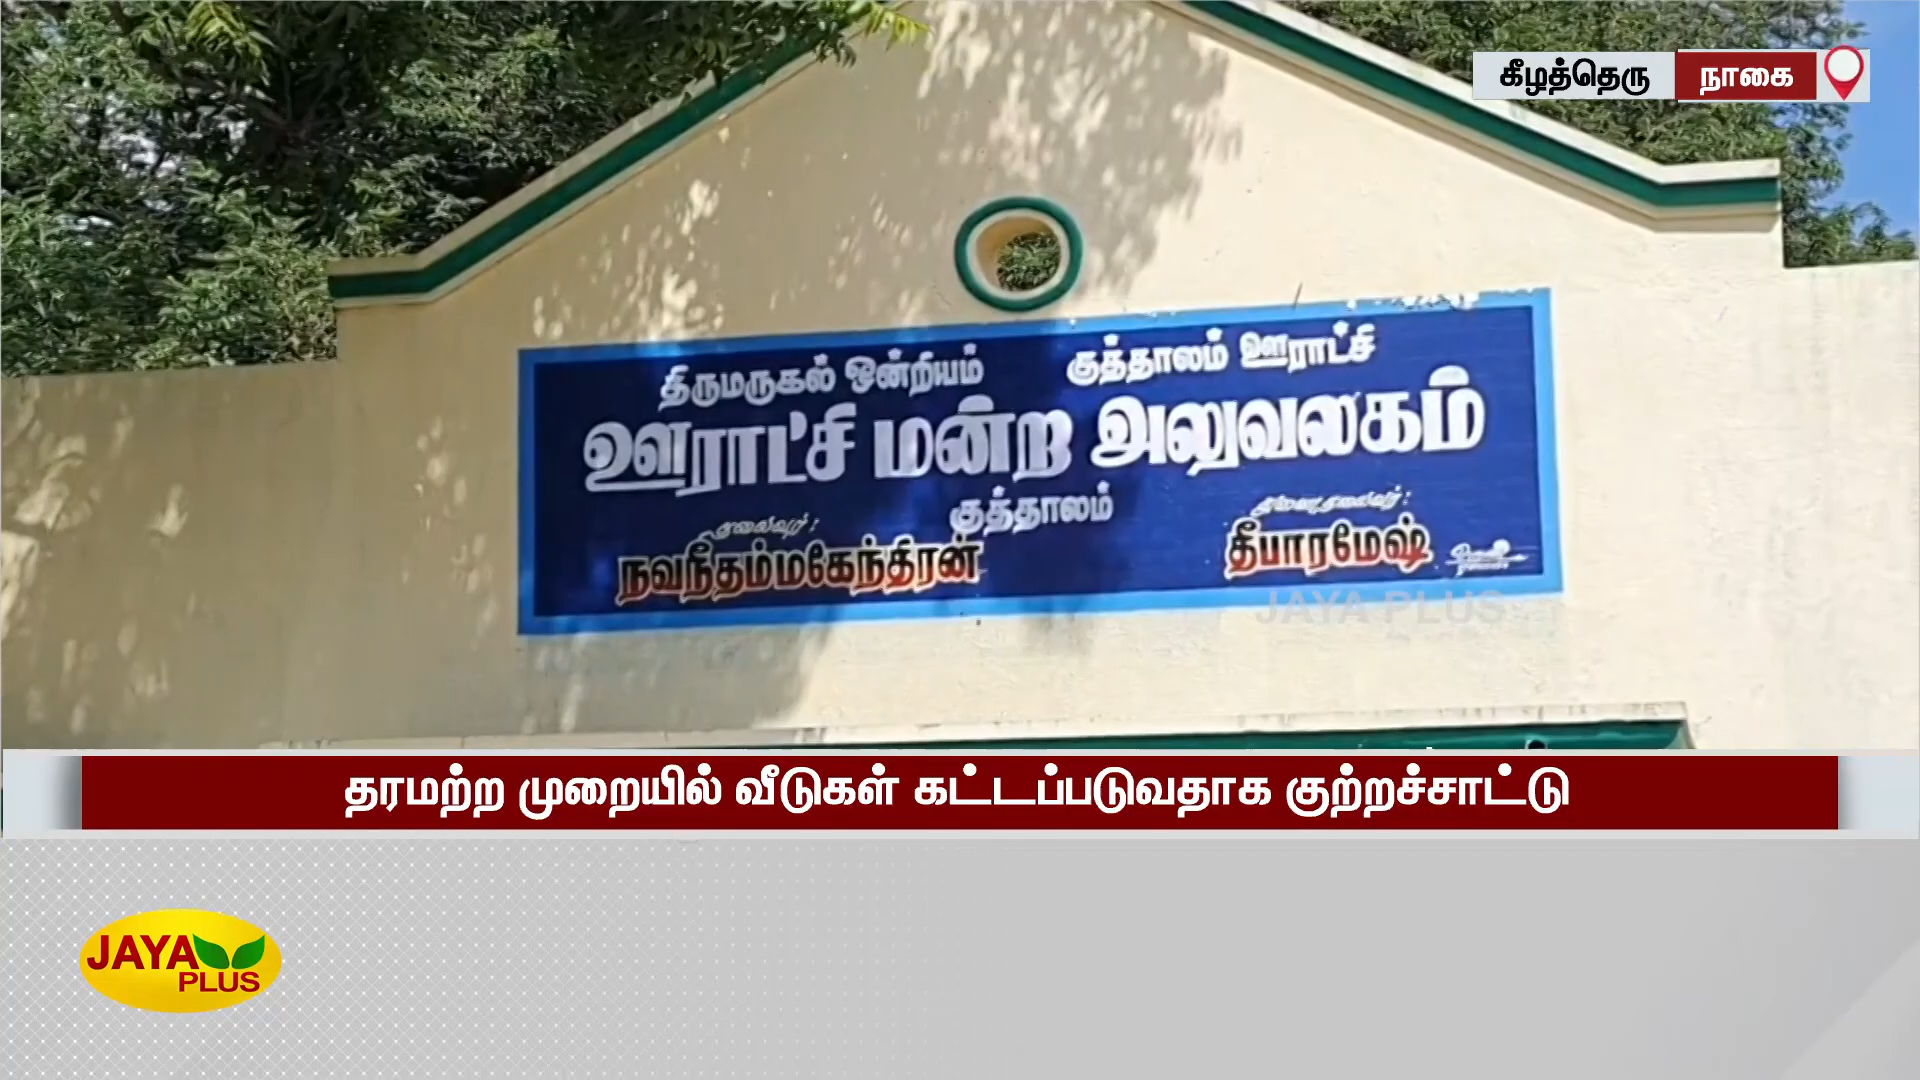 கீழத்தெரு நாகை
திருமருகல் ஒன்றியம் குத்தாலம் ஊராட்சி
ஊராட்சி மன்ற அலுவலகம்
குத்தாலம்
தலைவர்: துணைத்தலைவர்:
நவநீதம்மகேந்திரன் தீபாரமேஷ்
JAYA PLUS
தரமற்ற முறையில் வீடுகள் கட்டப்படுவதாக குற்றச்சாட்டு
JAYA
PLUS